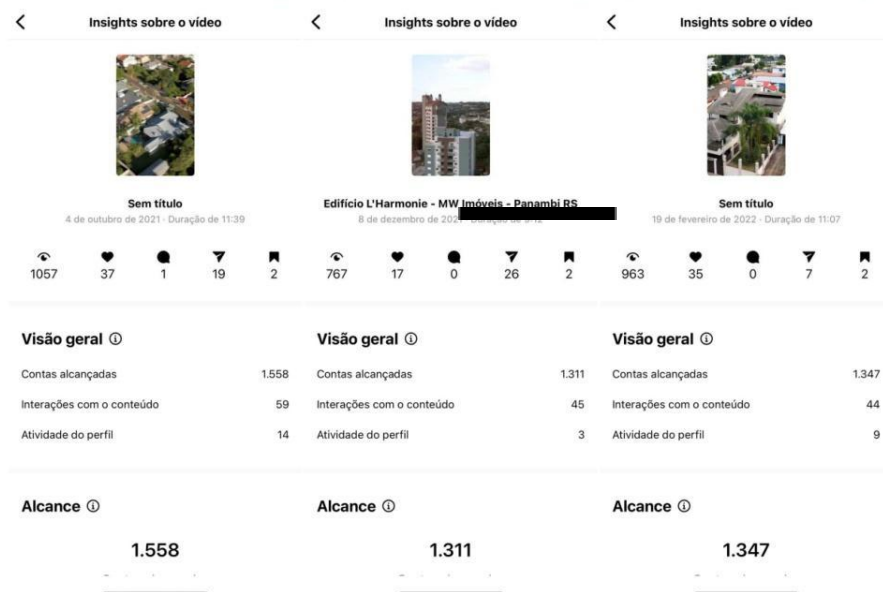 Insights sobre o vídeo
Sem título
4 de outubro de 2021 · Duração de 11:39
1057 37 1 19 2
Visão geral
Contas alcançadas 1.558
Interações com o conteúdo 59
Atividade do perfil 14
Alcance
1.558
Insights sobre o vídeo
Edifício L'Harmonie - MW Imóveis - Panambi RS
8 de dezembro de
767 17 0 26 2
Visão geral
Contas alcançadas 1.311
Interações com o conteúdo 45
Atividade do perfil 3
Alcance
1.311
Insights sobre o vídeo
Sem título
19 de fevereiro de 2022 · Duração de 11:07
963 35 0 7 2
Visão geral
Contas alcançadas 1.347
Interações com o conteúdo 44
Atividade do perfil 9
Alcance
1.347